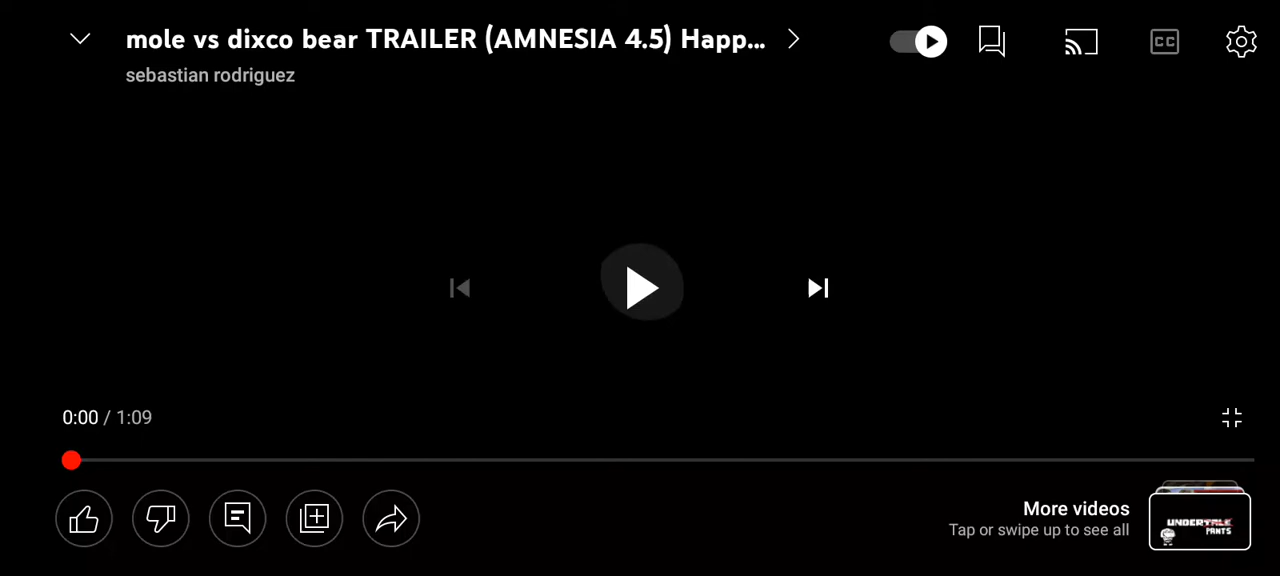 mole vs dixco bear TRAILER (AMNESIA 4.5) Happ...
sebastian rodriguez
CC
0:00 / 1:09
More videos
Tap or swipe up to see all
UNDERTALE
PANTS